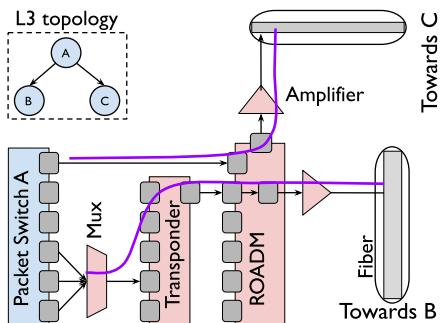 L3 topology
A
B
C
Towards C
Amplifier
Packet Switch A
Mux
Transponder
ROADM
Fiber
Towards B